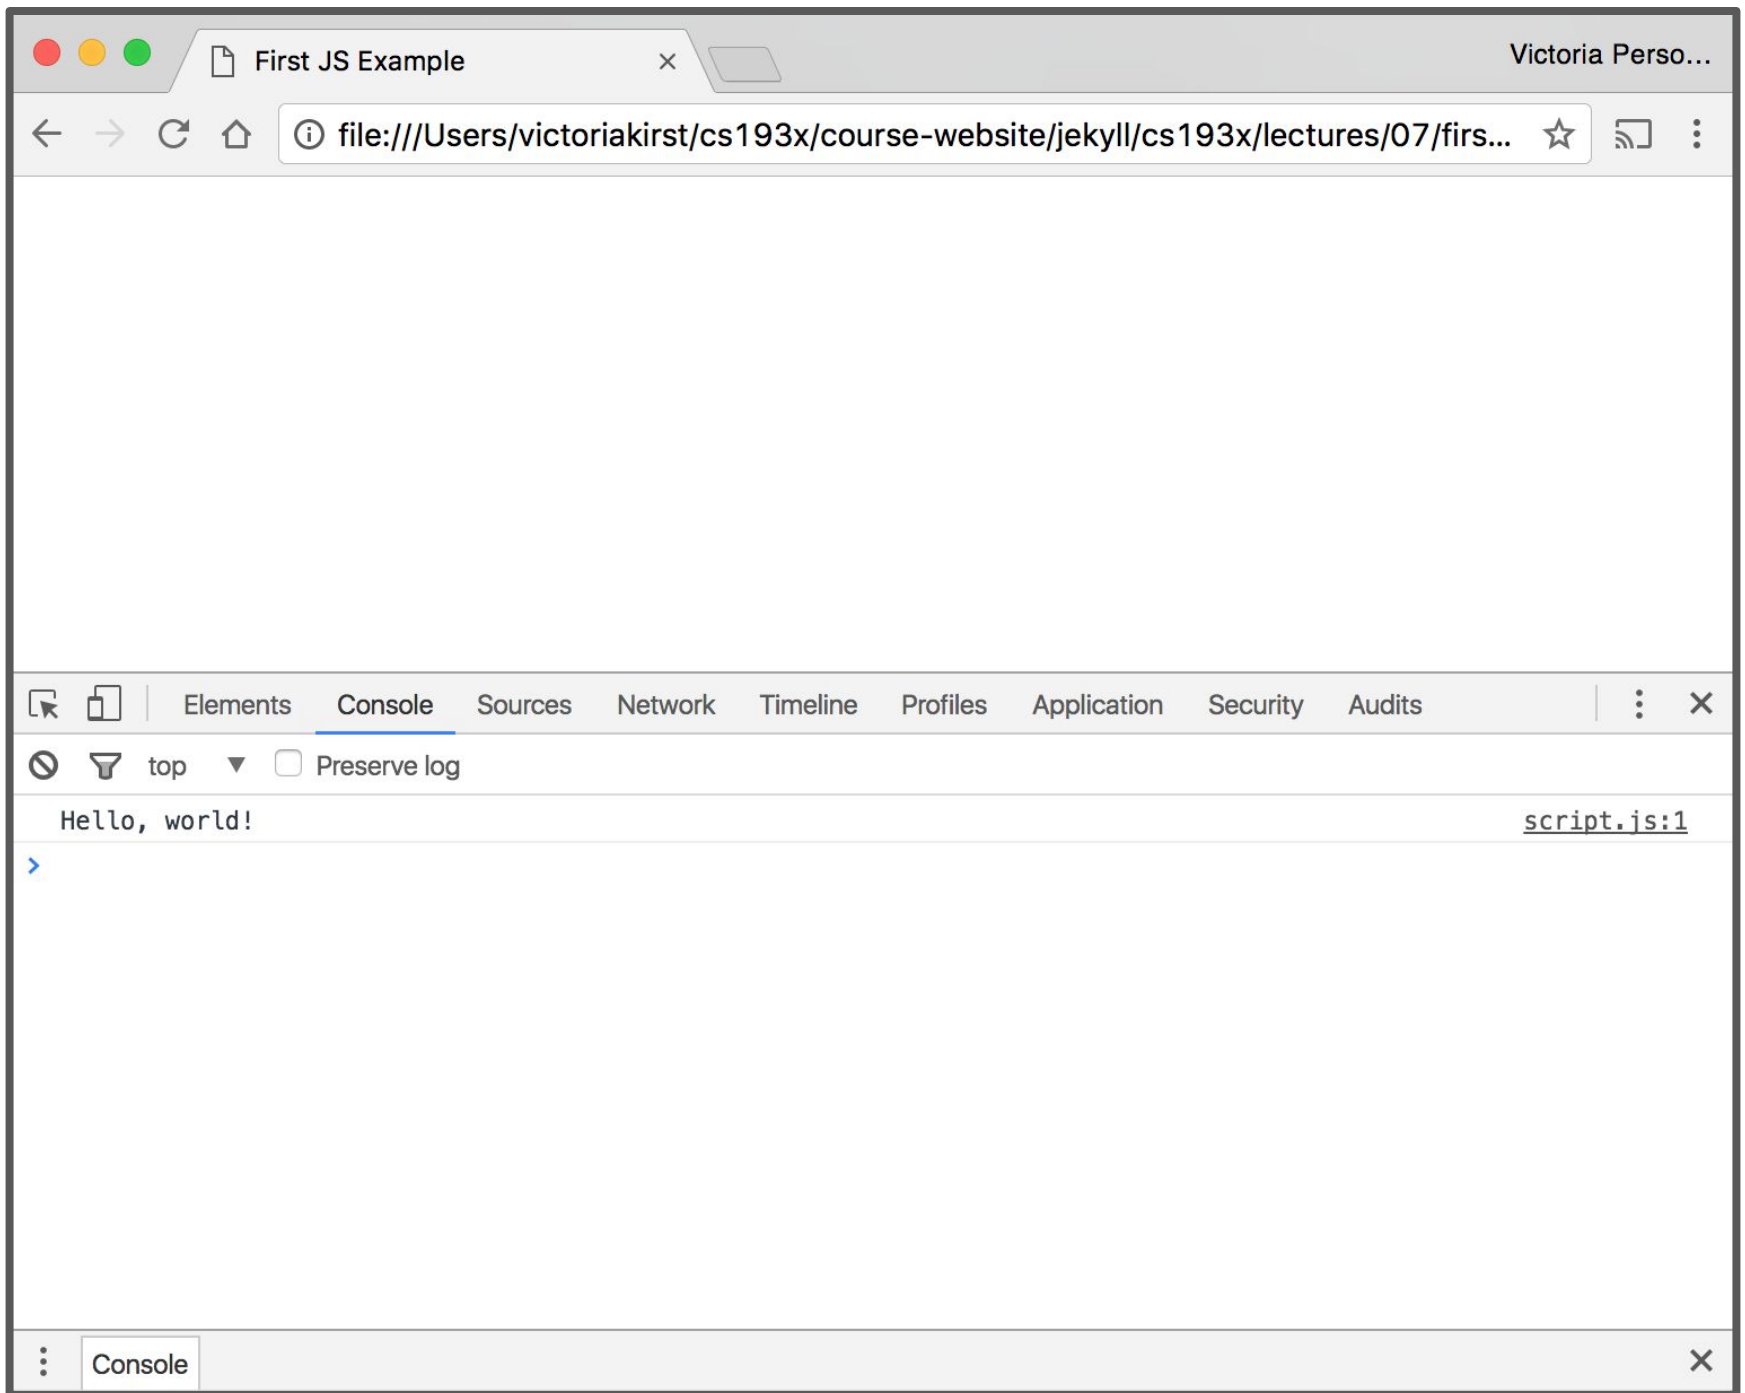 First JS Example
Victoria Perso...
file:///Users/victoriakirst/cs193x/course-website/jekyll/cs193x/lectures/07/firs...
Elements Console Sources Network Timeline Profiles Application Security Audits
top Preserve log
Hello, world! script.js:1
Console